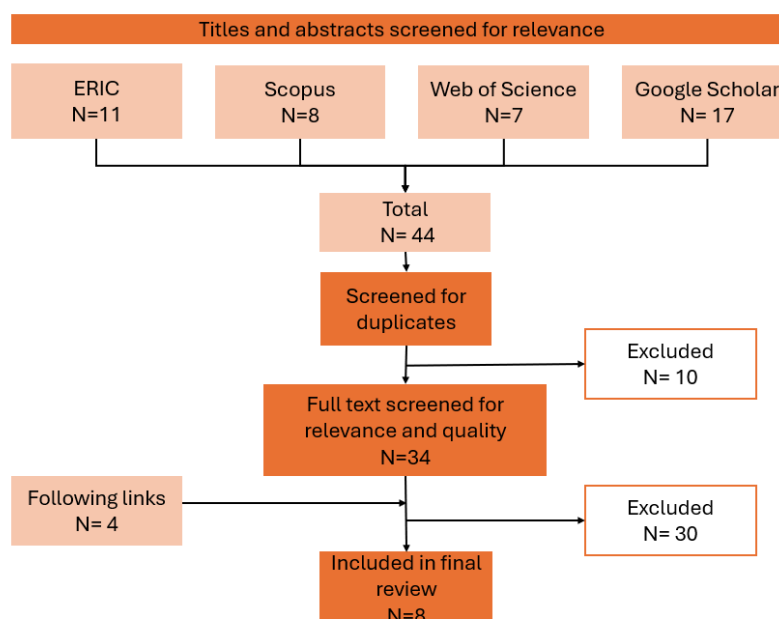 Titles and abstracts screened for relevance
ERIC
N=11
Scopus
N=8
Web of Science
N=7
Google Scholar
N= 17
Total
N= 44
Screened for
duplicates
Excluded
N= 10
Full text screened for
relevance and quality
N=34
Following links
N= 4
Excluded
N= 30
Included in final
review
N=8